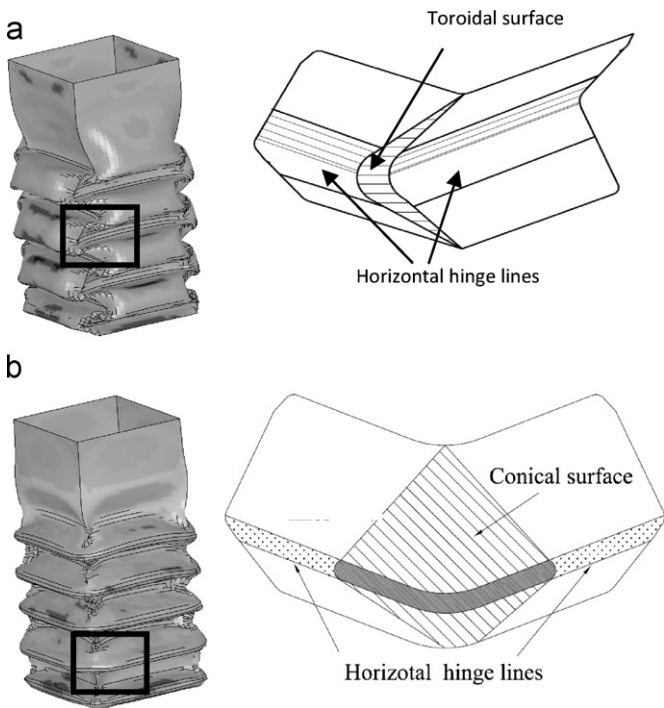 a
Toroidal surface
Horizontal hinge lines
b
Conical surface
Horizotal hinge lines